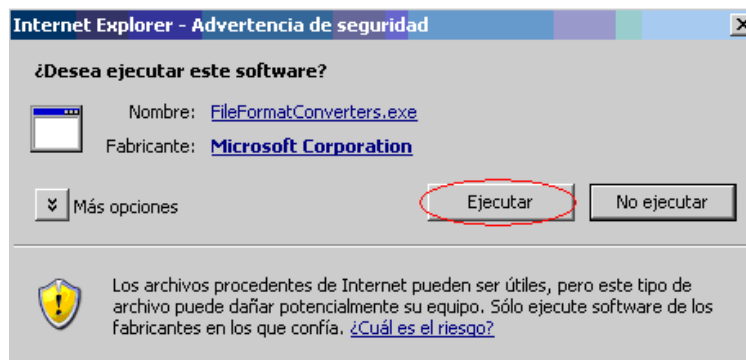 Internet Explorer - Advertencia de seguridad
¿Desea ejecutar este software?
Nombre: FileFormatConverters.exe
Fabricante: Microsoft Corporation
Más opciones
Ejecutar
No ejecutar
Los archivos procedentes de Internet pueden ser útiles, pero este tipo de
archivo puede dañar potencialmente su equipo. Sólo ejecute software de los
fabricantes en los que confía. ¿Cuál es el riesgo?